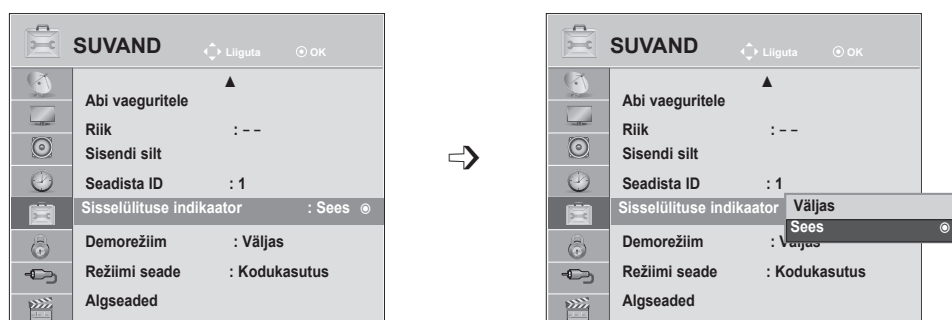 SUVAND Liiguta OK
▲
Abi vaeguritele
Riik : – –
Sisendi silt
Seadista ID : 1
Sisselülituse indikaator : Sees
Demorežiim : Väljas
Režiimi seade : Kodukasutus
Algseaded
SUVAND Liiguta OK
▲
Abi vaeguritele
Riik : – –
Sisendi silt
Seadista ID : 1
Sisselülituse indikaator
Väljas
Sees
Demorežiim : Väljas
Režiimi seade : Kodukasutus
Algseaded